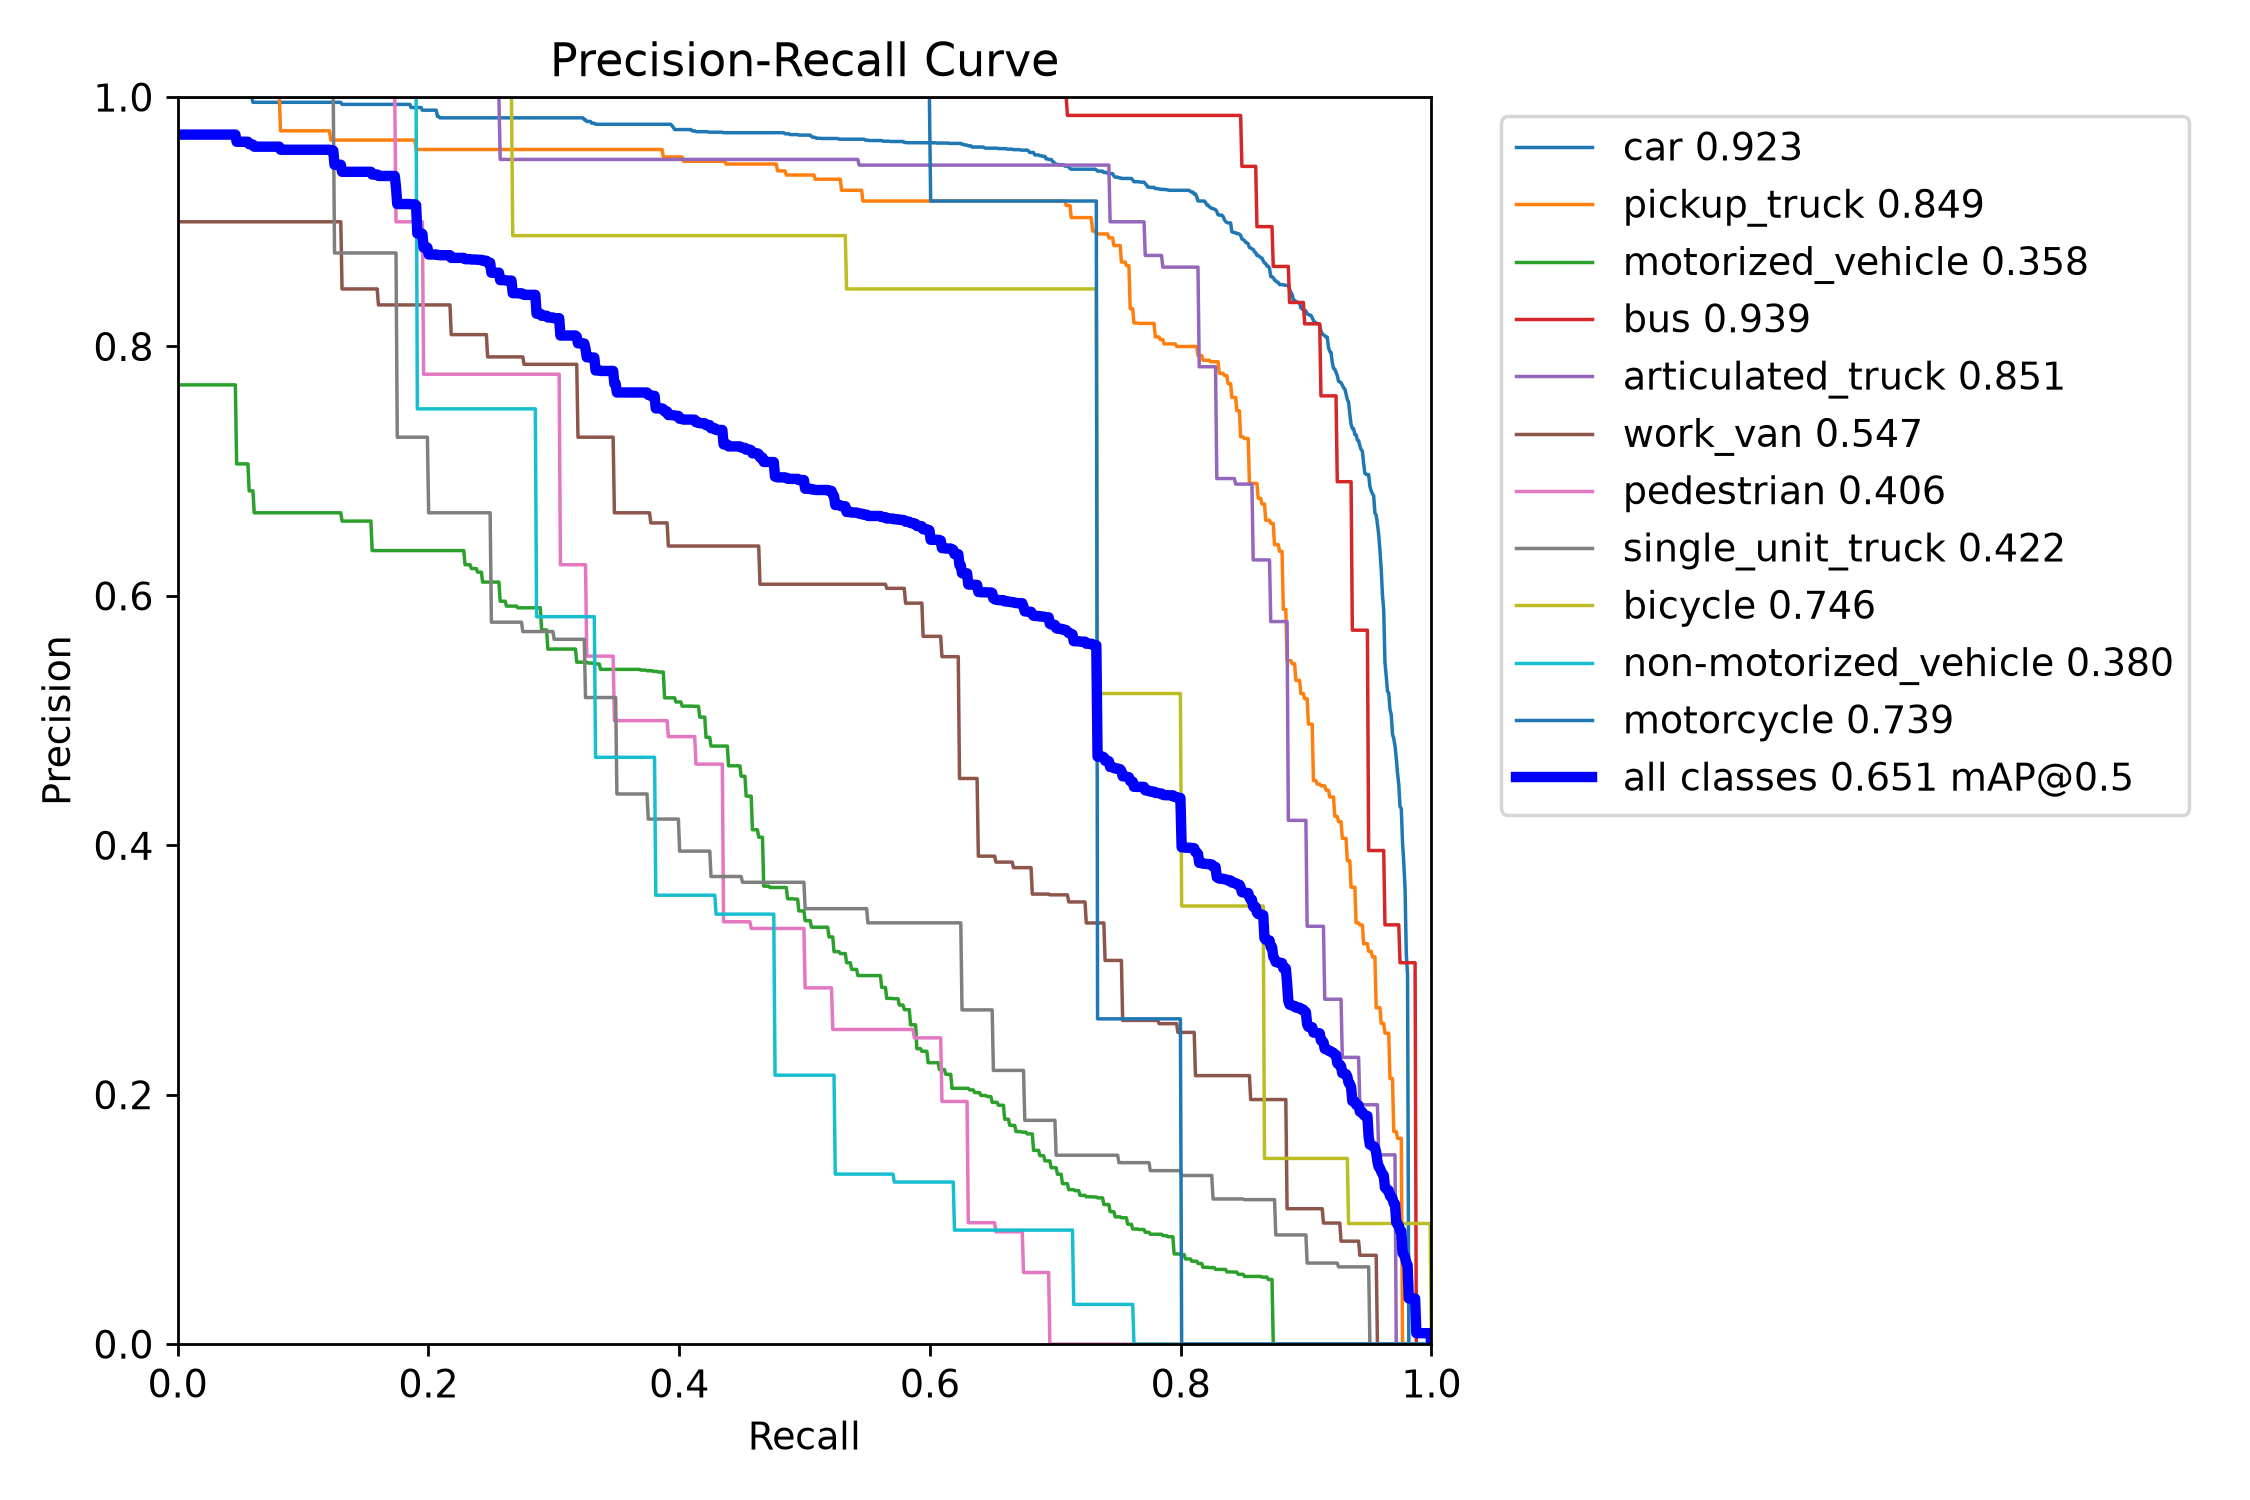 Precision-Recall Curve
1.0
0.8
0.6
0.4
0.2
0.0
Precision
0.0 0.2 0.4 0.6 0.8 1.0
Recall
car 0.923
pickup_truck 0.849
motorized_vehicle 0.358
bus 0.939
articulated_truck 0.851
work_van 0.547
pedestrian 0.406
single_unit_truck 0.422
bicycle 0.746
non-motorized_vehicle 0.380
motorcycle 0.739
all classes 0.651 mAP@0.5